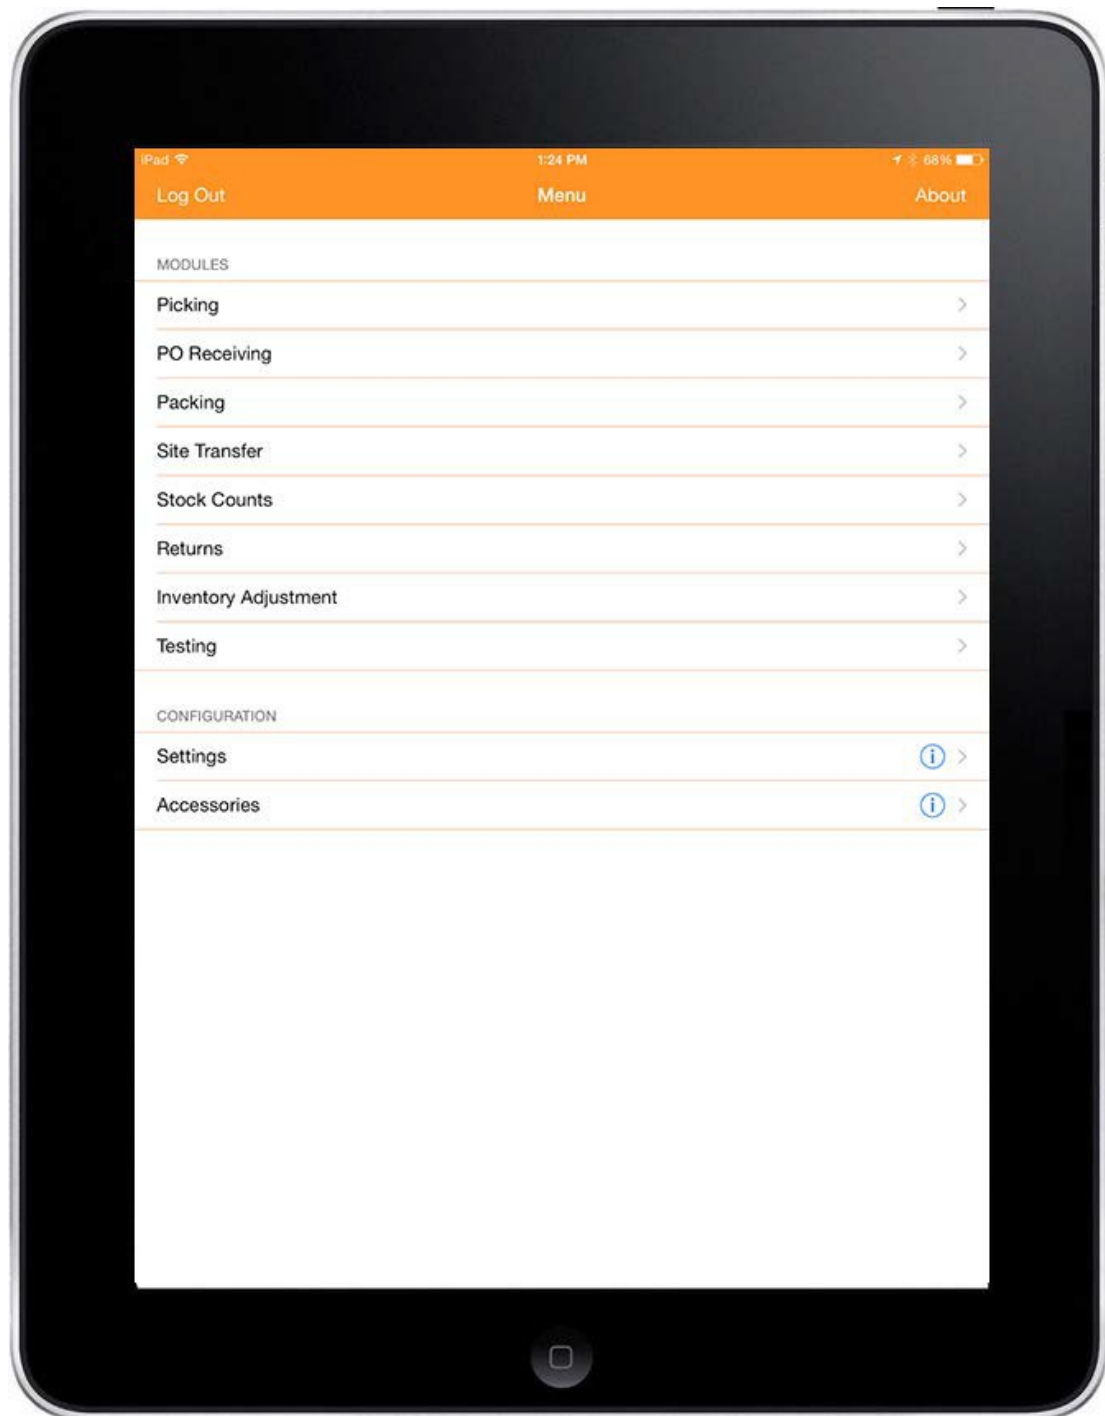 iPad 1:24 PM 68%
Log Out Menu About
MODULES
Picking
PO Receiving
Packing
Site Transfer
Stock Counts
Returns
Inventory Adjustment
Testing
CONFIGURATION
Settings
Accessories